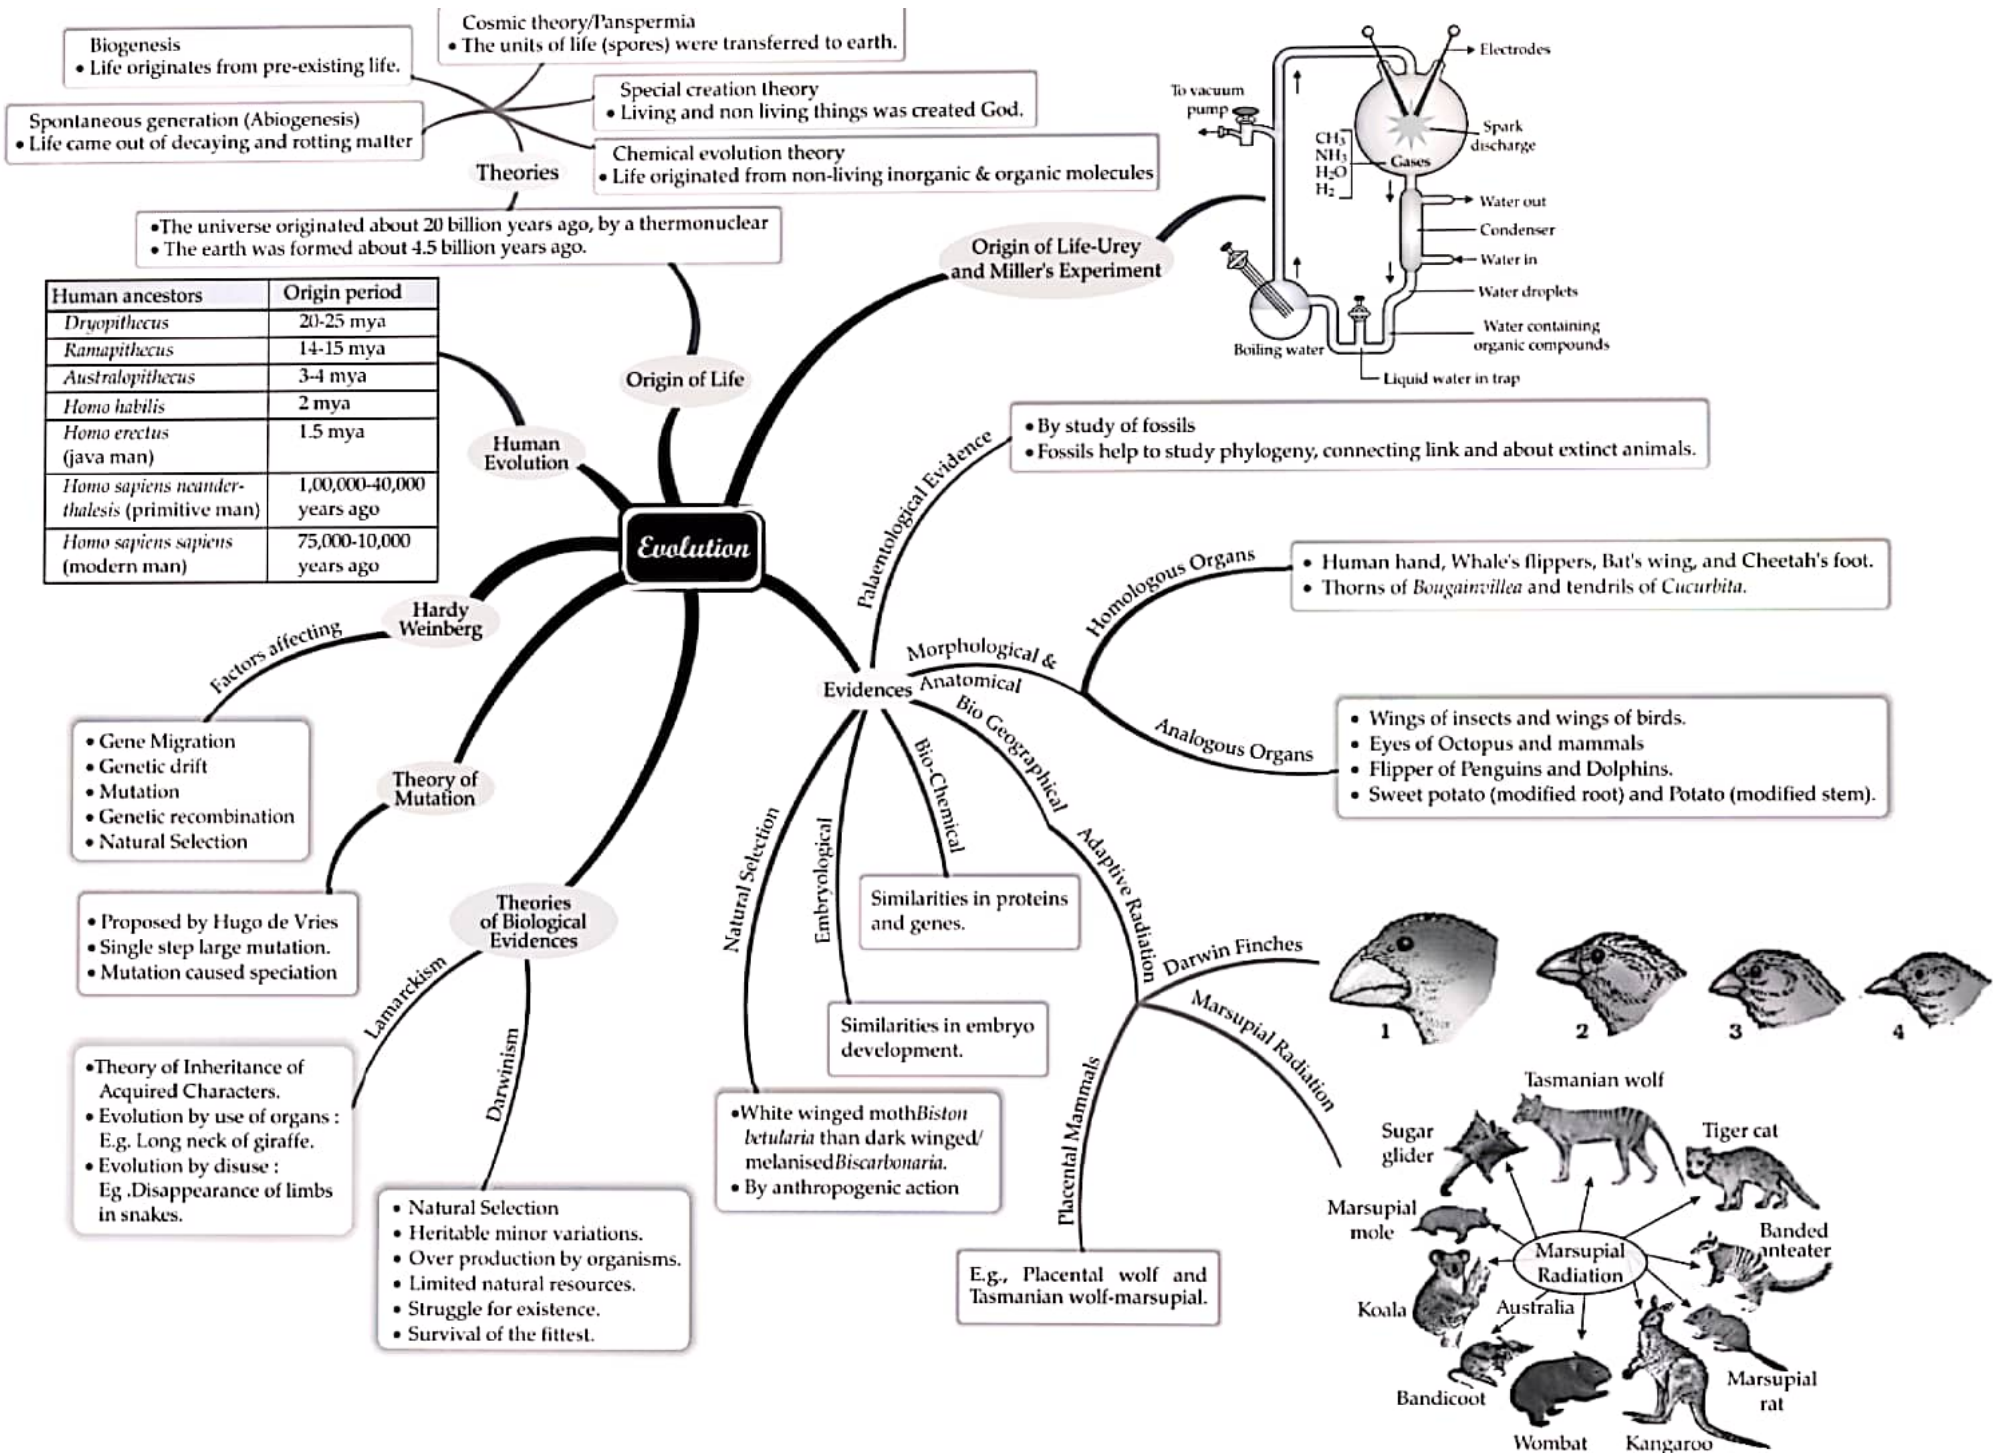 Biogenesis
• Life originates from pre-existing life.
Cosmic theory/Panspermia
• The units of life (spores) were transferred to earth.
Spontaneous generation (Abiogenesis)
• Life came out of decaying and rotting matter
Special creation theory
• Living and non living things was created God.
Chemical evolution theory
• Life originated from non-living inorganic & organic molecules
Theories
•The universe originated about 20 billion years ago, by a thermonuclear
• The earth was formed about 4.5 billion years ago.
Origin of Life
Origin of Life-Urey
and Miller's Experiment
Electrodes
To vacuum
pump
Spark
discharge
CH3
NH3
H2O
H2
Gases
Water out
Condenser
Water in
Water droplets
Water containing
organic compounds
Boiling water
Liquid water in trap
Human ancestors Origin period
Dryopithecus 20-25 mya
Ramapithecus 14-15 mya
Australopithecus 3-4 mya
Homo habilis 2 mya
Homo erectus 1.5 mya
(java man)
Homo sapiens neander- 1,00,000-40,000
thalesis (primitive man) years ago
Homo sapiens sapiens 75,000-10,000
(modern man) years ago
Human
Evolution
Evolution
Hardy
Weinberg
Factors affecting
• Gene Migration
• Genetic drift
• Mutation
• Genetic recombination
• Natural Selection
Theory of
Mutation
• Proposed by Hugo de Vries
• Single step large mutation.
• Mutation caused speciation
Theories
of Biological
Evidences
Lamarckism
•Theory of Inheritance of
Acquired Characters.
• Evolution by use of organs :
E.g. Long neck of giraffe.
• Evolution by disuse :
Eg .Disappearance of limbs
in snakes.
Darwinism
• Natural Selection
• Heritable minor variations.
• Over production by organisms.
• Limited natural resources.
• Struggle for existence.
• Survival of the fittest.
Evidences
Palaentological Evidence
• By study of fossils
• Fossils help to study phylogeny, connecting link and about extinct animals.
Morphological &
Anatomical
Homologous Organs
• Human hand, Whale's flippers, Bat's wing, and Cheetah's foot.
• Thorns of Bougainvillea and tendrils of Cucurbita.
Analogous Organs
• Wings of insects and wings of birds.
• Eyes of Octopus and mammals
• Flipper of Penguins and Dolphins.
• Sweet potato (modified root) and Potato (modified stem).
Bio Geographical
Adaptive Radiation
Bio-Chemical
Similarities in proteins
and genes.
Embryological
Similarities in embryo
development.
Natural Selection
•White winged mothBiston
betularia than dark winged/
melanisedBiscarbonaria.
• By anthropogenic action
Placental Mammals
E.g., Placental wolf and
Tasmanian wolf-marsupial.
Darwin Finches
1 2 3 4
Marsupial Radiation
Tasmanian wolf
Sugar
glider
Tiger cat
Marsupial
mole
Banded
anteater
Marsupial
Radiation
Koala
Australia
Bandicoot
Marsupial
rat
Wombat
Kangaroo